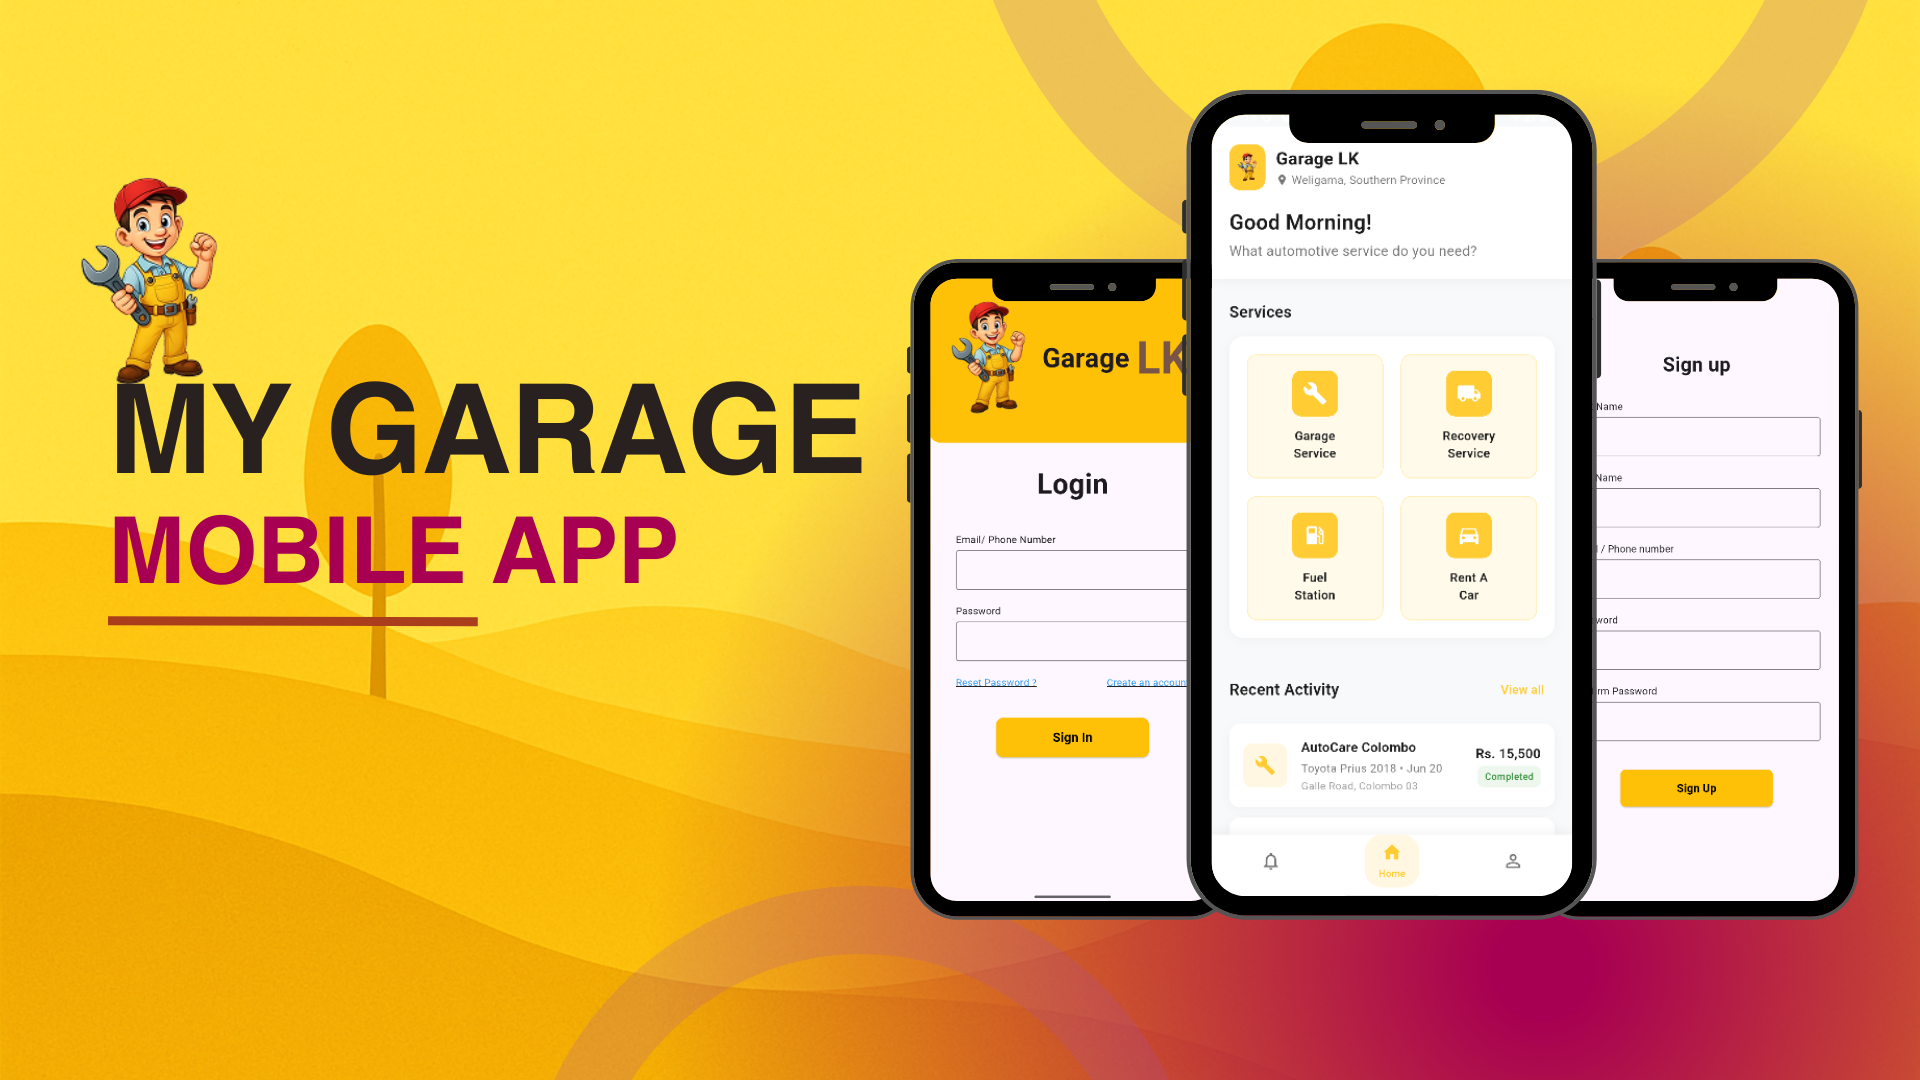 MY GARAGE
MOBILE APP
Garage LK
Login
Email/ Phone Number
Password
Reset Password ?
Create an accoun
Sign In
Garage LK
Weligama, Southern Province
Good Morning!
What automotive service do you need?
Services
Garage
Service
Recovery
Service
Fuel
Station
Rent A
Car
Recent Activity
View all
AutoCare Colombo
Toyota Prius 2018 • Jun 20
Galle Road, Colombo 03
Rs. 15,500
Completed
Home
Sign up
Name
Name
/ Phone number
word
rm Password
Sign Up